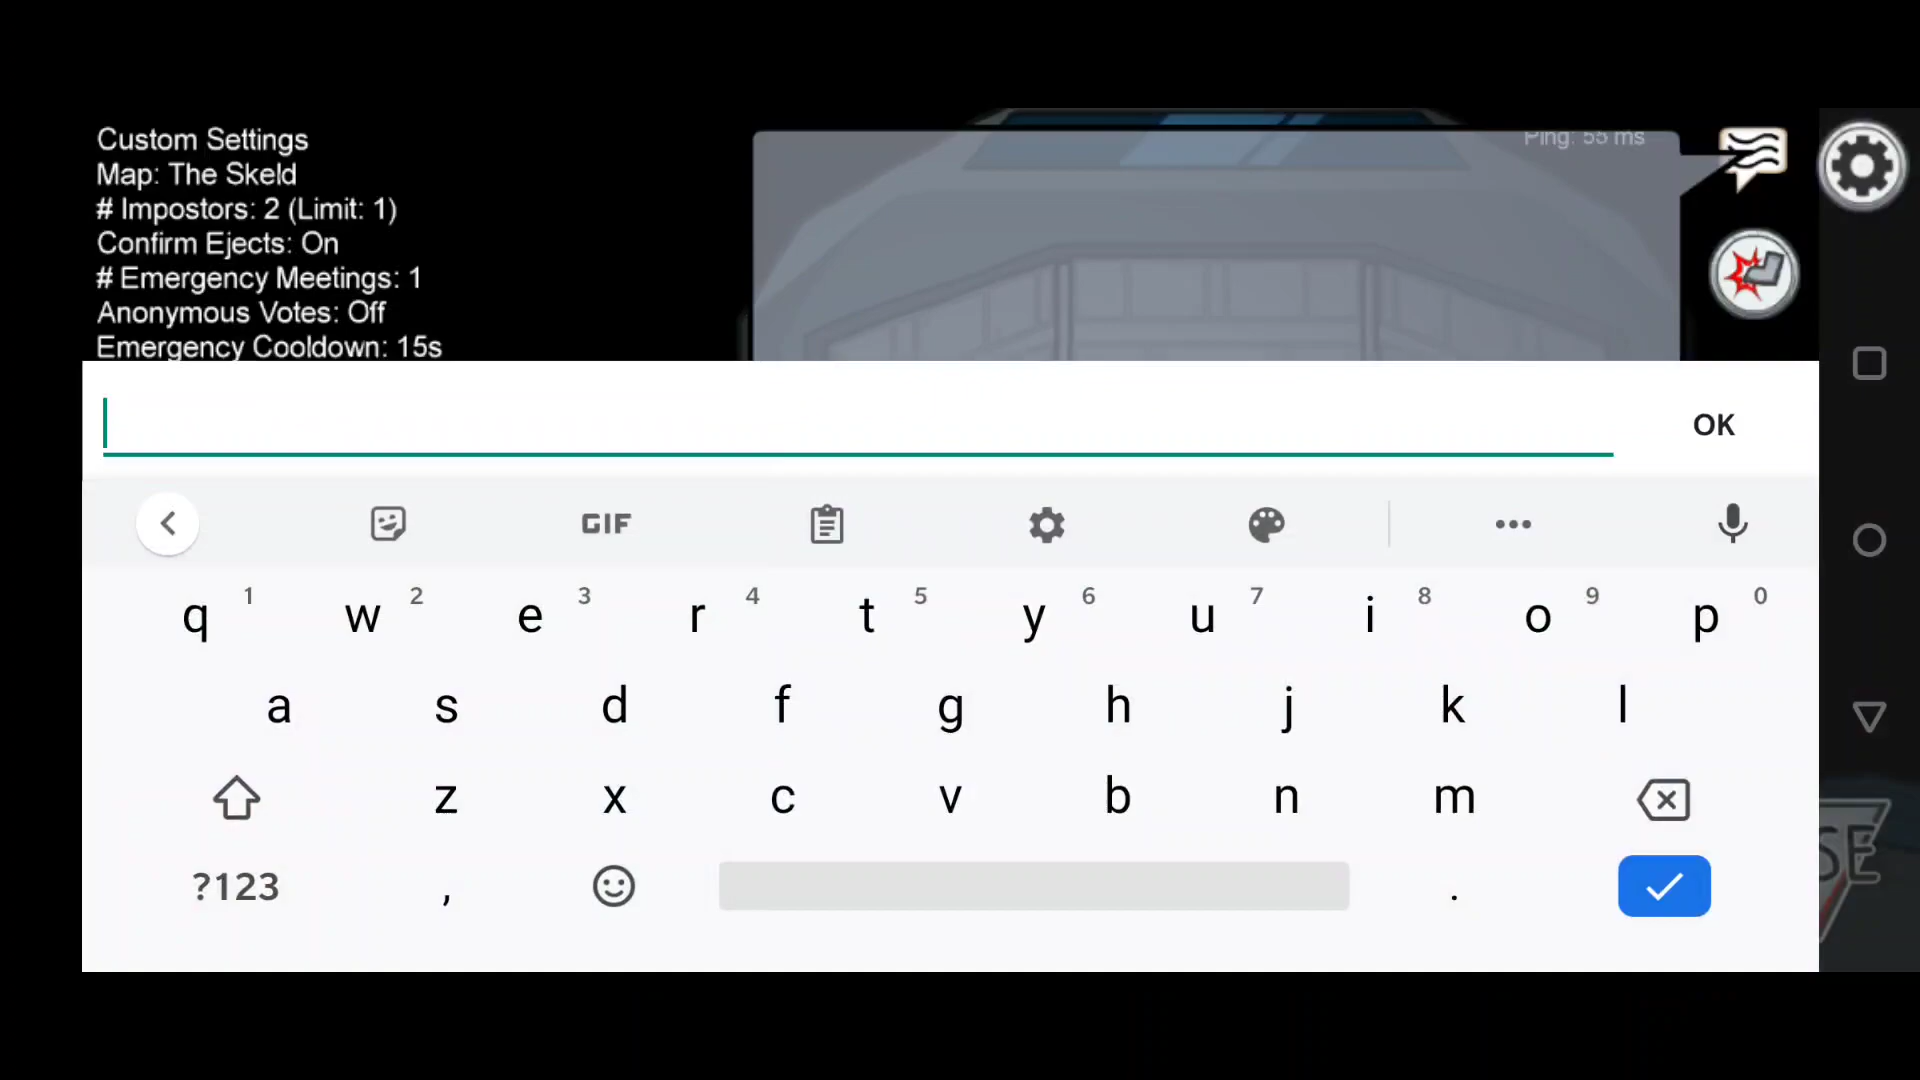 Custom Settings
Map: The Skeld
# Impostors: 2 (Limit: 1)
Confirm Ejects: On
# Emergency Meetings: 1
Anonymous Votes: Off
Emergency Cooldown: 15s
Ping: 55 ms
OK
GIF
q 1 w 2 e 3 r 4 t 5 y 6 u 7 i 8 o 9 p 0
a s d f g h j k l
z x c v b n m
?123 , .
SE